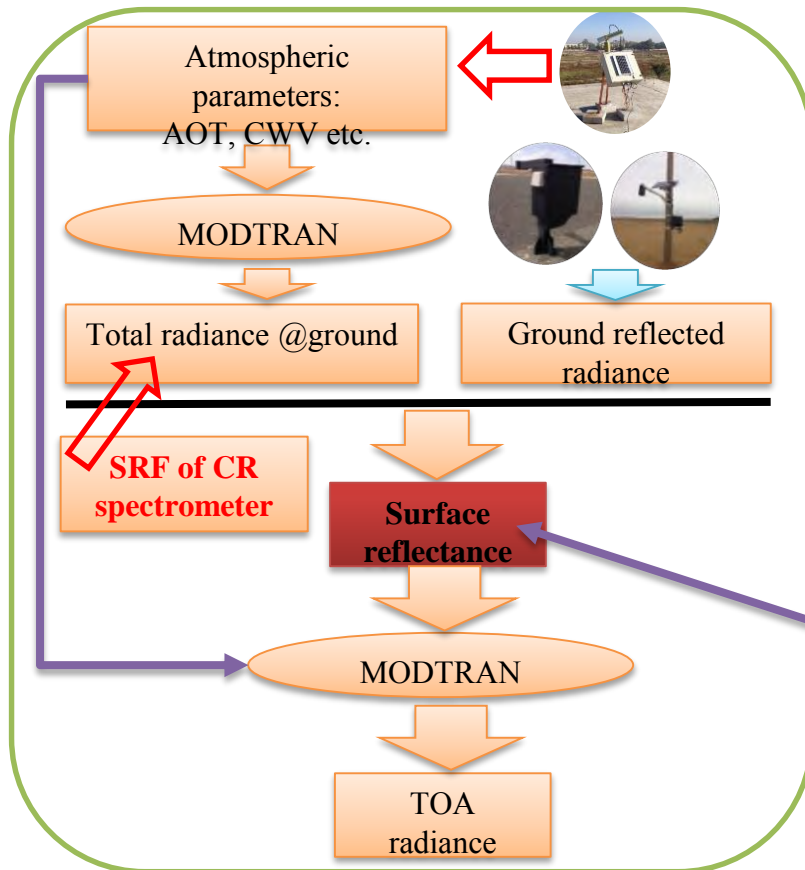 Atmospheric
parameters:
AOT, CWV etc.
MODTRAN
Total radiance @ground
Ground reflected
radiance
SRF of CR
spectrometer
Surface
reflectance
MODTRAN
TOA
radiance